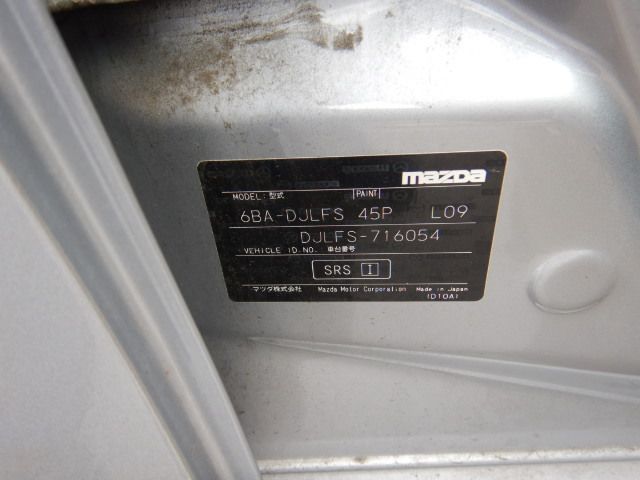 mazda
MODEL:型式 PAINT
6BA-DJLFS 45P L09
DJLFS-716054
VEHICLE ID.NO. 車台番号
SRS I
マツダ株式会社 Mazda Motor Corporation Made in Japan
(D10A)